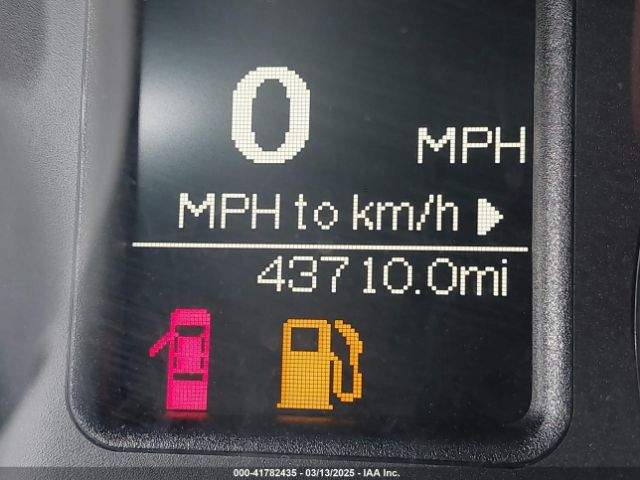 0 MPH
MPH to km/h
43710.0mi
000-41782435 - 03/13/2025 - IAA Inc.